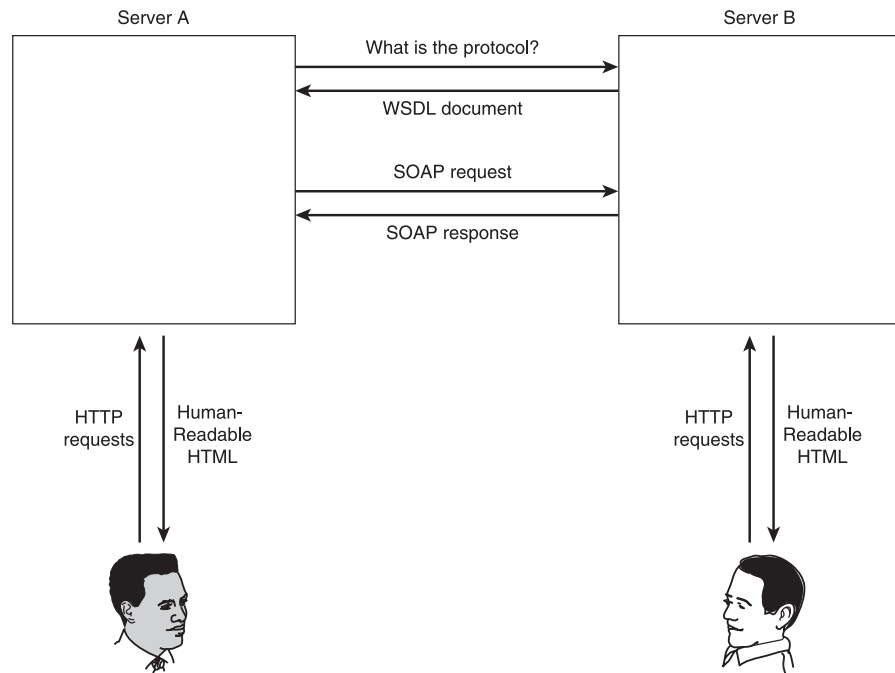 Server A
Server B
What is the protocol?
WSDL document
SOAP request
SOAP response
HTTP
requests
Human-
Readable
HTML
HTTP
requests
Human-
Readable
HTML